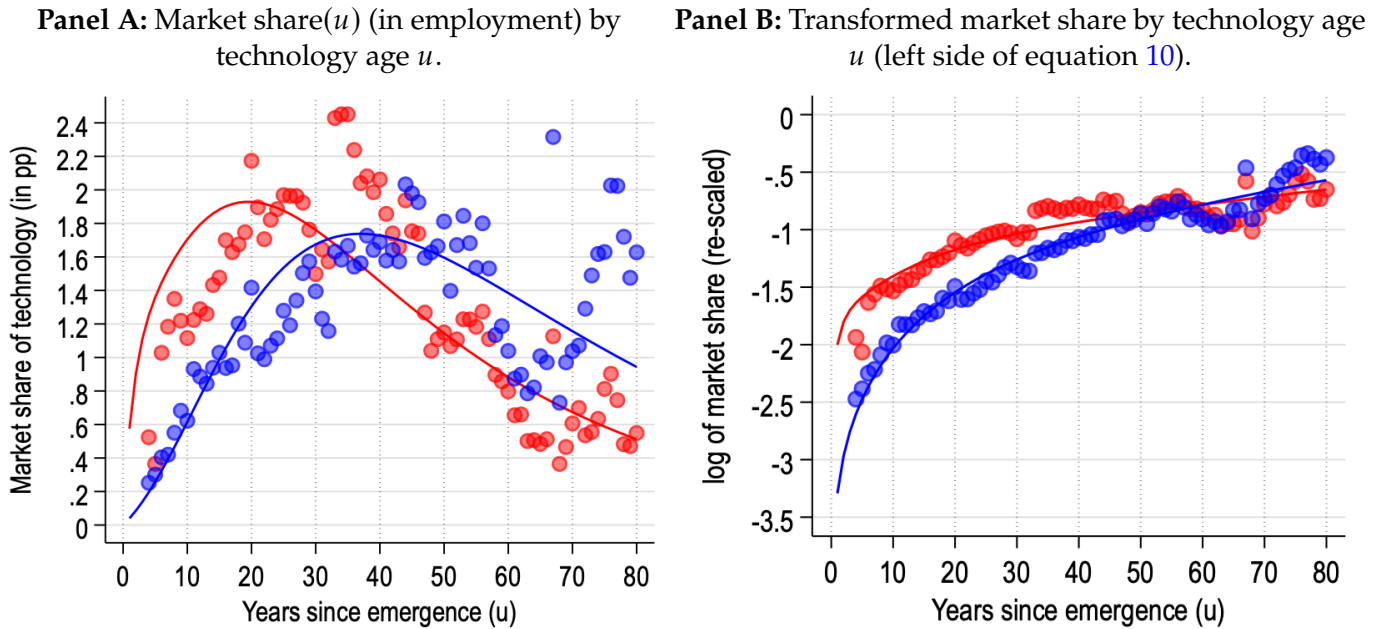 Panel A: Market share(u) (in employment) by
technology age u.
Market share of technology (in pp)
2.4
2.2
2
1.8
1.6
1.4
1.2
1
.8
.6
.4
.2
0
0 10 20 30 40 50 60 70 80
Years since emergence (u)
Panel B: Transformed market share by technology age
u (left side of equation 10).
log of market share (re-scaled)
0
-.5
-1
-1.5
-2
-2.5
-3
-3.5
0 10 20 30 40 50 60 70 80
Years since emergence (u)